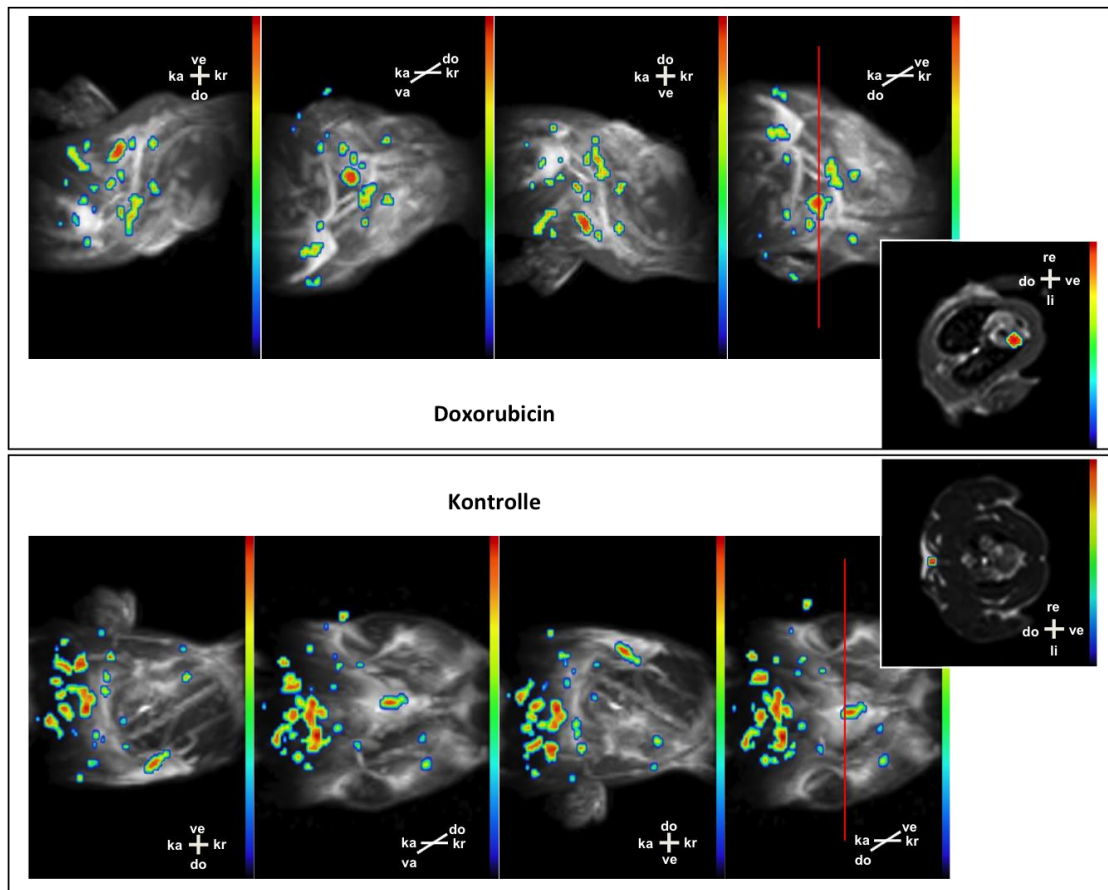 ve
ka kr
do
do
ka kr
va
do
ka kr
ve
ve
ka kr
do
re
do ve
li
Doxorubicin
Kontrolle
re
do ve
li
ve
ka kr
do
do
ka kr
va
do
ka kr
ve
ve
ka kr
do